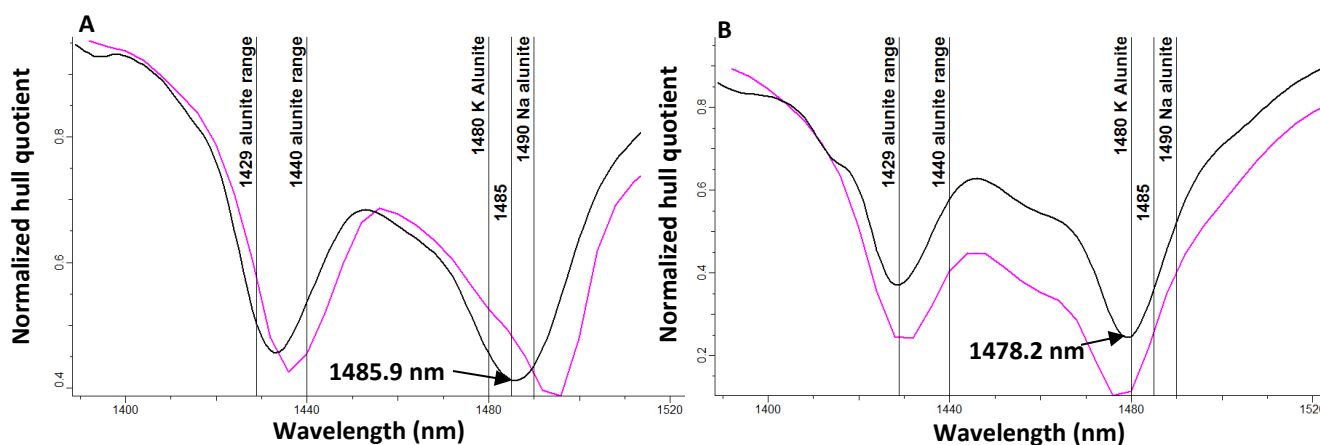 A
Normalized hull quotient
0.8
0.6
0.4
1429 alunite range
1440 alunite range
1480 K Alunite
1485
1490 Na alunite
1485.9 nm
1400
1440
1480
1520
Wavelength (nm)
B
Normalized hull quotient
0.8
0.6
0.4
0.2
1429 alunite range
1440 alunite range
1480 K Alunite
1485
1490 Na alunite
1478.2 nm
1400
1440
1480
1520
Wavelength (nm)